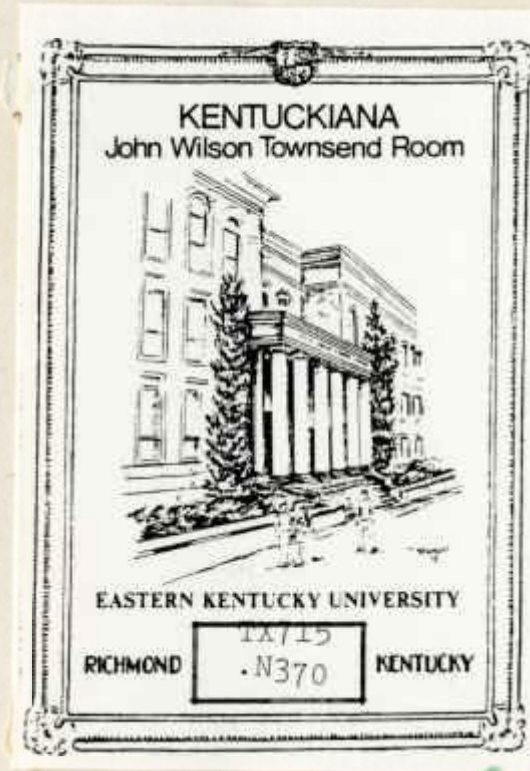 KENTUCKIANA
John Wilson Townsend Room
EASTERN KENTUCKY UNIVERSITY
TX715
RICHMOND .N370 KENTUCKY